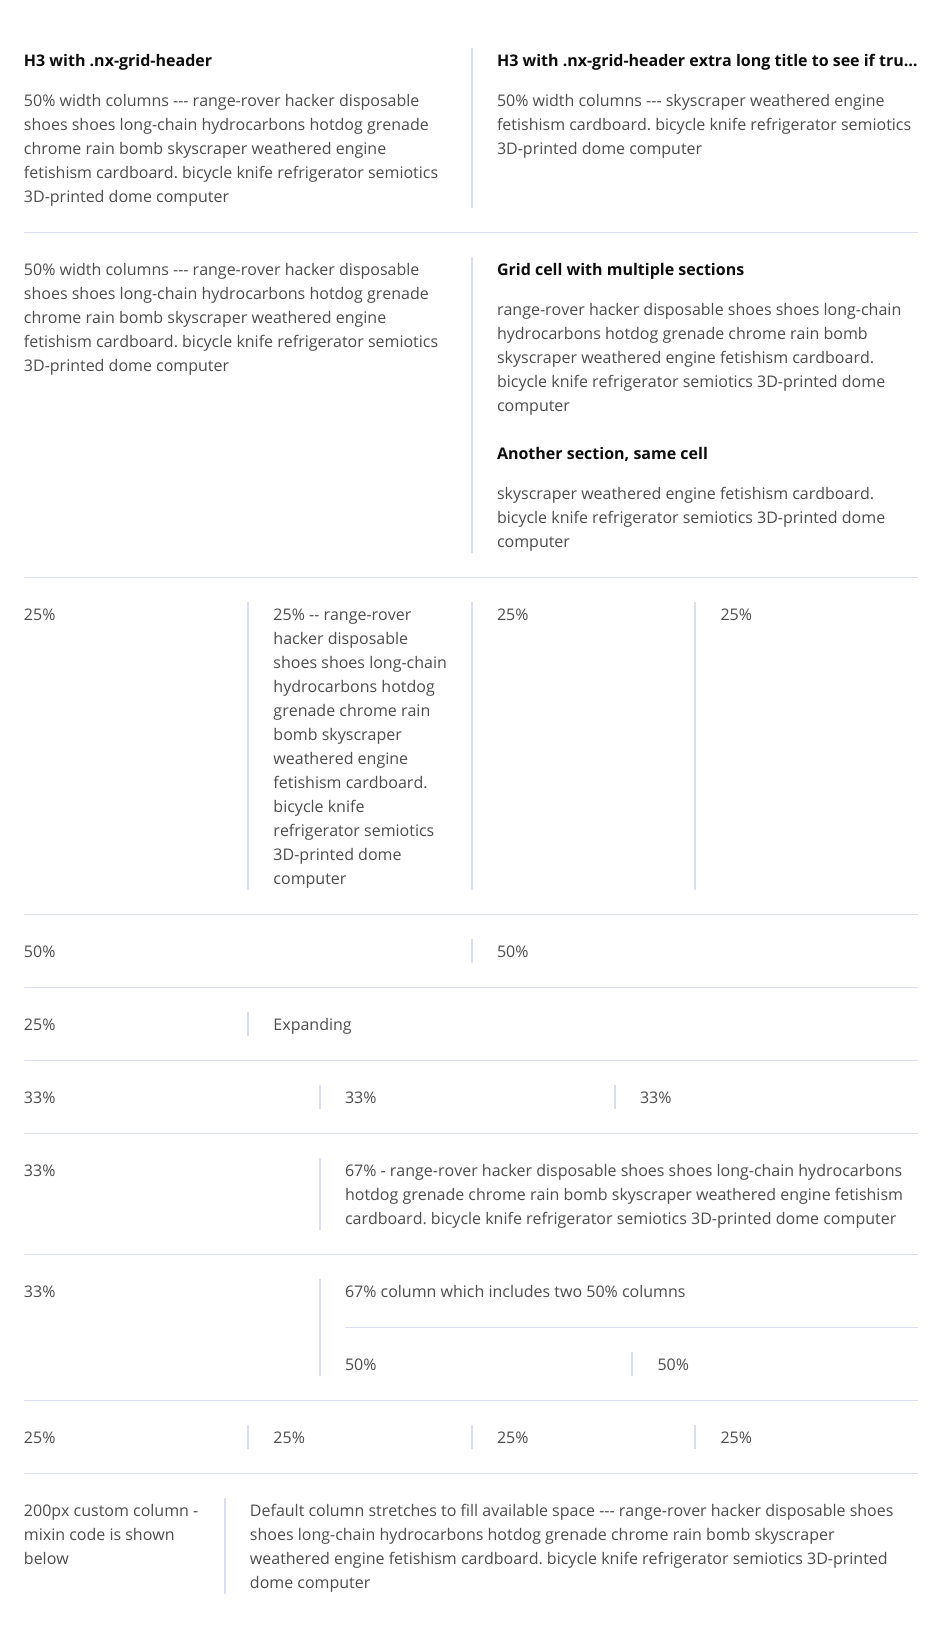 H3 with .nx-grid-header
50% width columns --- range-rover hacker disposable
shoes shoes long-chain hydrocarbons hotdog grenade
chrome rain bomb skyscraper weathered engine
fetishism cardboard. bicycle knife refrigerator semiotics
3D-printed dome computer
H3 with .nx-grid-header extra long title to see if tru...
50% width columns --- skyscraper weathered engine
fetishism cardboard. bicycle knife refrigerator semiotics
3D-printed dome computer
50% width columns --- range-rover hacker disposable
shoes shoes long-chain hydrocarbons hotdog grenade
chrome rain bomb skyscraper weathered engine
fetishism cardboard. bicycle knife refrigerator semiotics
3D-printed dome computer
Grid cell with multiple sections
range-rover hacker disposable shoes shoes long-chain
hydrocarbons hotdog grenade chrome rain bomb
skyscraper weathered engine fetishism cardboard.
bicycle knife refrigerator semiotics 3D-printed dome
computer
Another section, same cell
skyscraper weathered engine fetishism cardboard.
bicycle knife refrigerator semiotics 3D-printed dome
computer
25%
25% -- range-rover
hacker disposable
shoes shoes long-chain
hydrocarbons hotdog
grenade chrome rain
bomb skyscraper
weathered engine
fetishism cardboard.
bicycle knife
refrigerator semiotics
3D-printed dome
computer
25%
25%
50%
50%
25%
Expanding
33%
33%
33%
33%
67% - range-rover hacker disposable shoes shoes long-chain hydrocarbons
hotdog grenade chrome rain bomb skyscraper weathered engine fetishism
cardboard. bicycle knife refrigerator semiotics 3D-printed dome computer
33%
67% column which includes two 50% columns
50%
50%
25%
25%
25%
25%
200px custom column -
mixin code is shown
below
Default column stretches to fill available space --- range-rover hacker disposable shoes
shoes long-chain hydrocarbons hotdog grenade chrome rain bomb skyscraper
weathered engine fetishism cardboard. bicycle knife refrigerator semiotics 3D-printed
dome computer